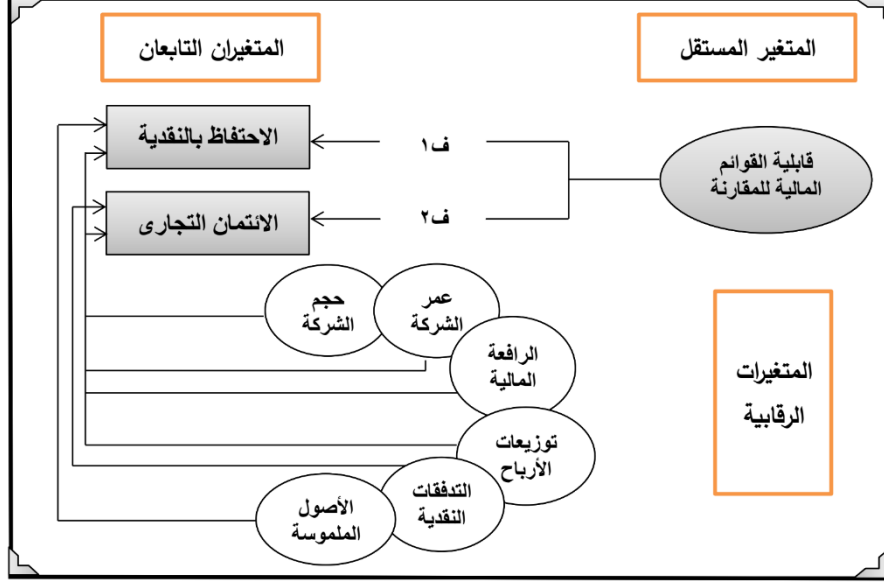 المتغير المستقل
المتغيران التابعان
قابلية القوائم
المالية للمقارنة
ف١
الاحتفاظ بالنقدية
ف٢
الائتمان التجارى
عمر
الشركة
حجم
الشركة
الرافعة
المالية
المتغيرات
الرقابية
توزيعات
الأرباح
التدفقات
النقدية
الأصول
الملموسة